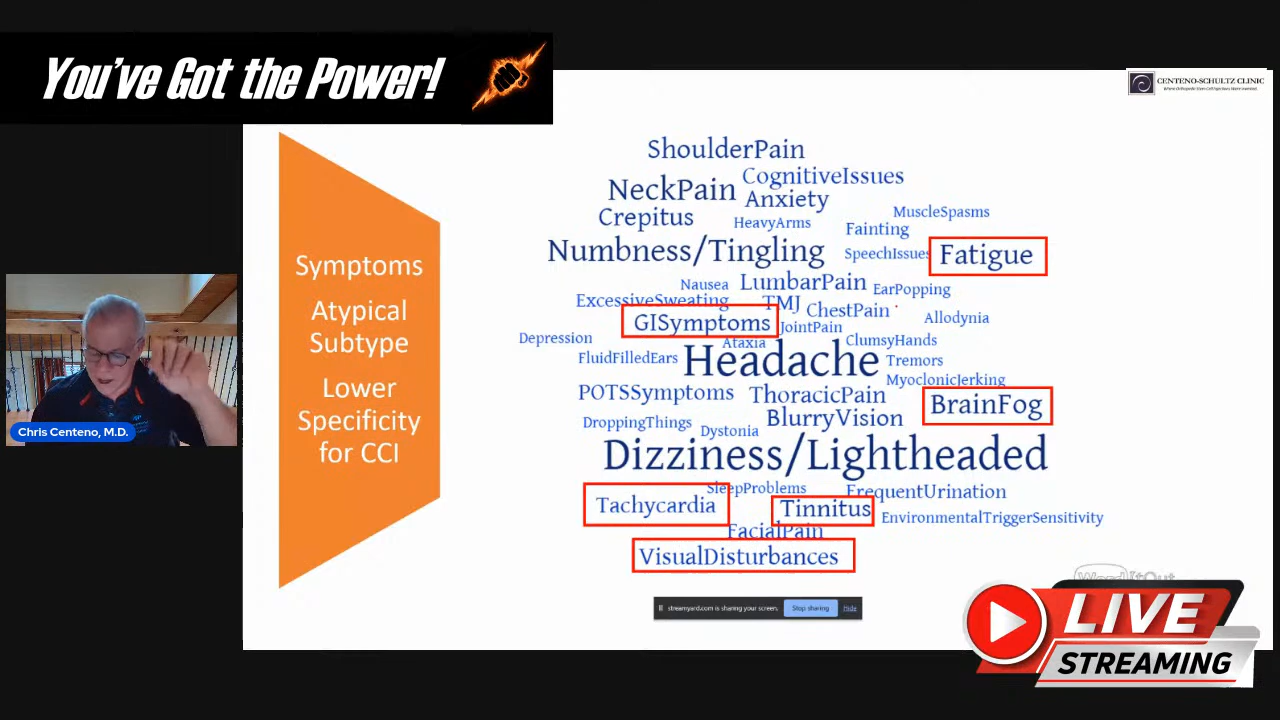 You've Got the Power!
CENTENO-SCHULTZ CLINIC
Symptoms
Atypical
Subtype
Lower
Specificity
for CCI
ShoulderPain
CognitiveIssues
NeckPain
Anxiety
Crepitus
HeavyArms
MuscleSpasms
Fainting
Numbness/Tingling
SpeechIssues
Fatigue
Nausea
LumbarPain
EarPopping
ExcessiveSweating
TMJ
ChestPain
GISymptoms
JointPain
Allodynia
Depression
Ataxia
ClumsyHands
FluidFilledEars
Headache
Tremors
MyoclonicJerking
POTSSymptoms
ThoracicPain
BrainFog
DroppingThings
Dystonia
BlurryVision
Dizziness/Lightheaded
SleepProblems
FrequentUrination
Tachycardia
Tinnitus
EnvironmentalTriggerSensitivity
FacialPain
VisualDisturbances
WordItOut
Chris Centeno, M.D.
streamyard.com is sharing your screen. Stop sharing Hide
LIVE
STREAMING